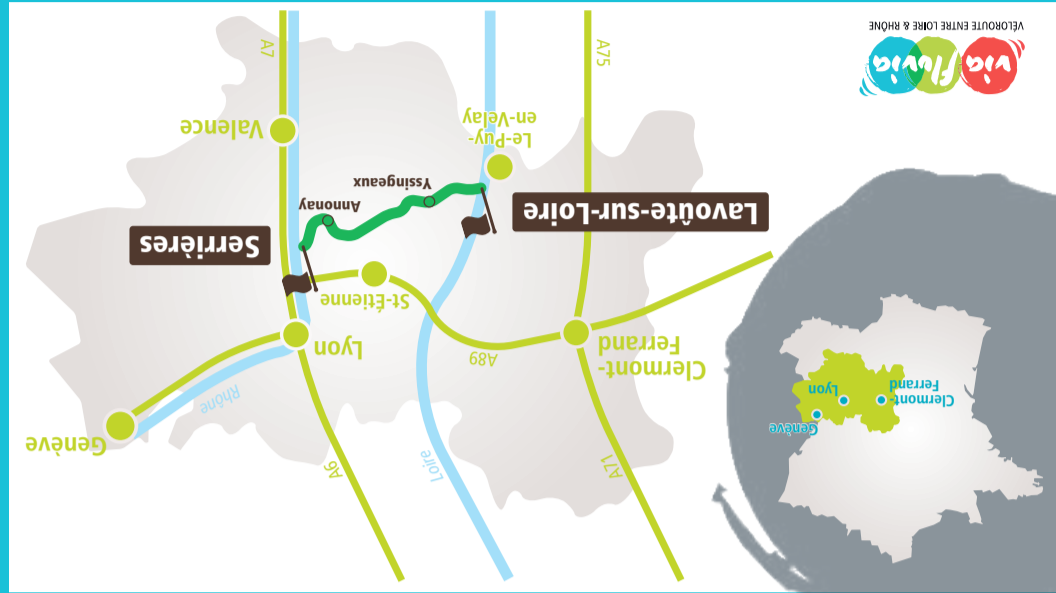 via fluvia
VÉLOROUTE ENTRE LOIRE & RHÔNE
Clermont-
Ferrand
Lyon
Genève
A71
Loire
A6
Genève
Rhône
Clermont-
Ferrand
A89
Lyon
St-Étienne
Lavoûte-sur-Loire
Serrières
Yssingeaux
Annonay
Le-Puy-
en-Velay
Valence
A75
A7